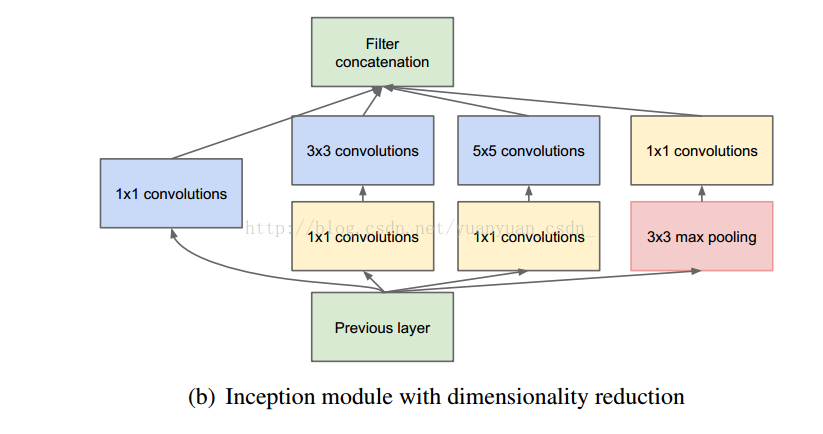 Filter
concatenation
3x3 convolutions
5x5 convolutions
1x1 convolutions
1x1 convolutions
http://blog.csdn.net/yuanyuan_csdn_
1x1 convolutions
1x1 convolutions
3x3 max pooling
Previous layer
(b) Inception module with dimensionality reduction